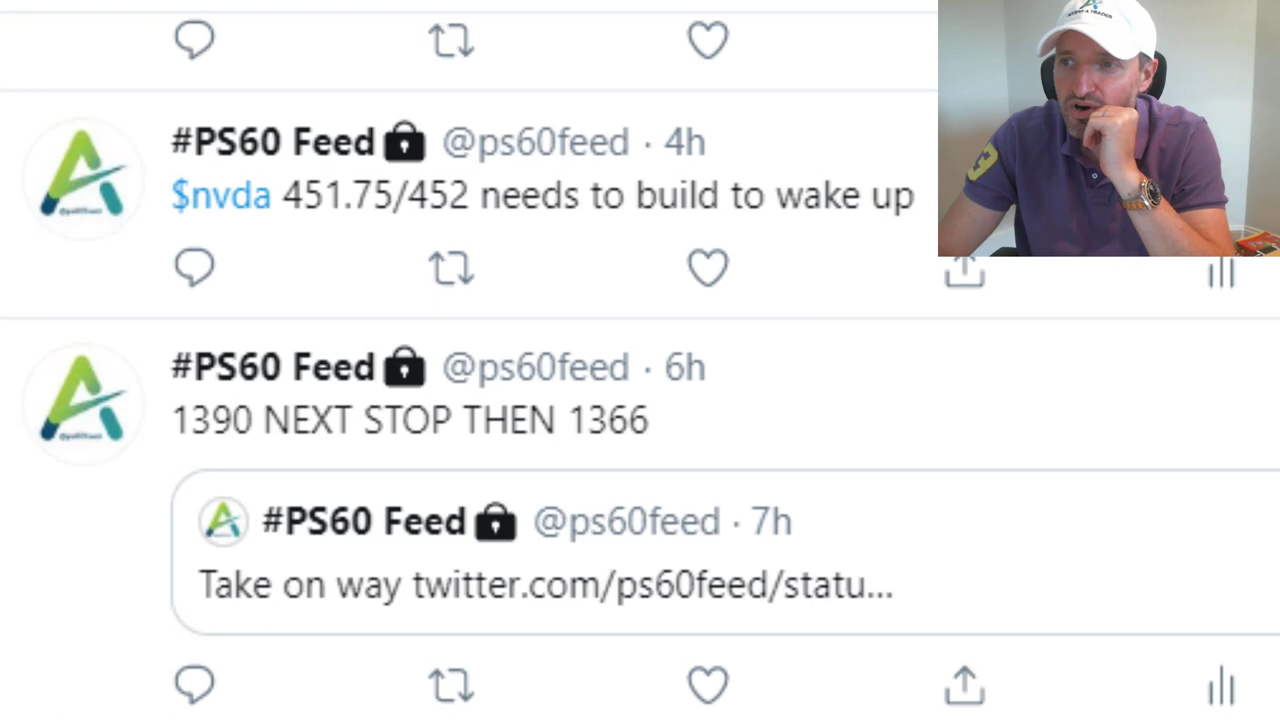 #PS60 Feed @ps60feed · 4h
$nvda 451.75/452 needs to build to wake up
#PS60 Feed @ps60feed · 6h
1390 NEXT STOP THEN 1366
#PS60 Feed @ps60feed · 7h
Take on way twitter.com/ps60feed/statu...